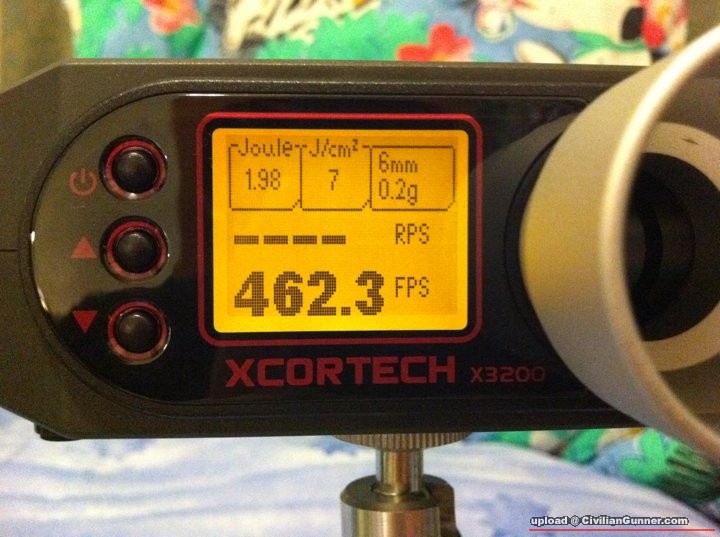 Joule J/cm²
1.98 7 6mm
0.2g
---- RPS
462.3 FPS
XCORTECH X3200
upload @ CivilianGunner.com